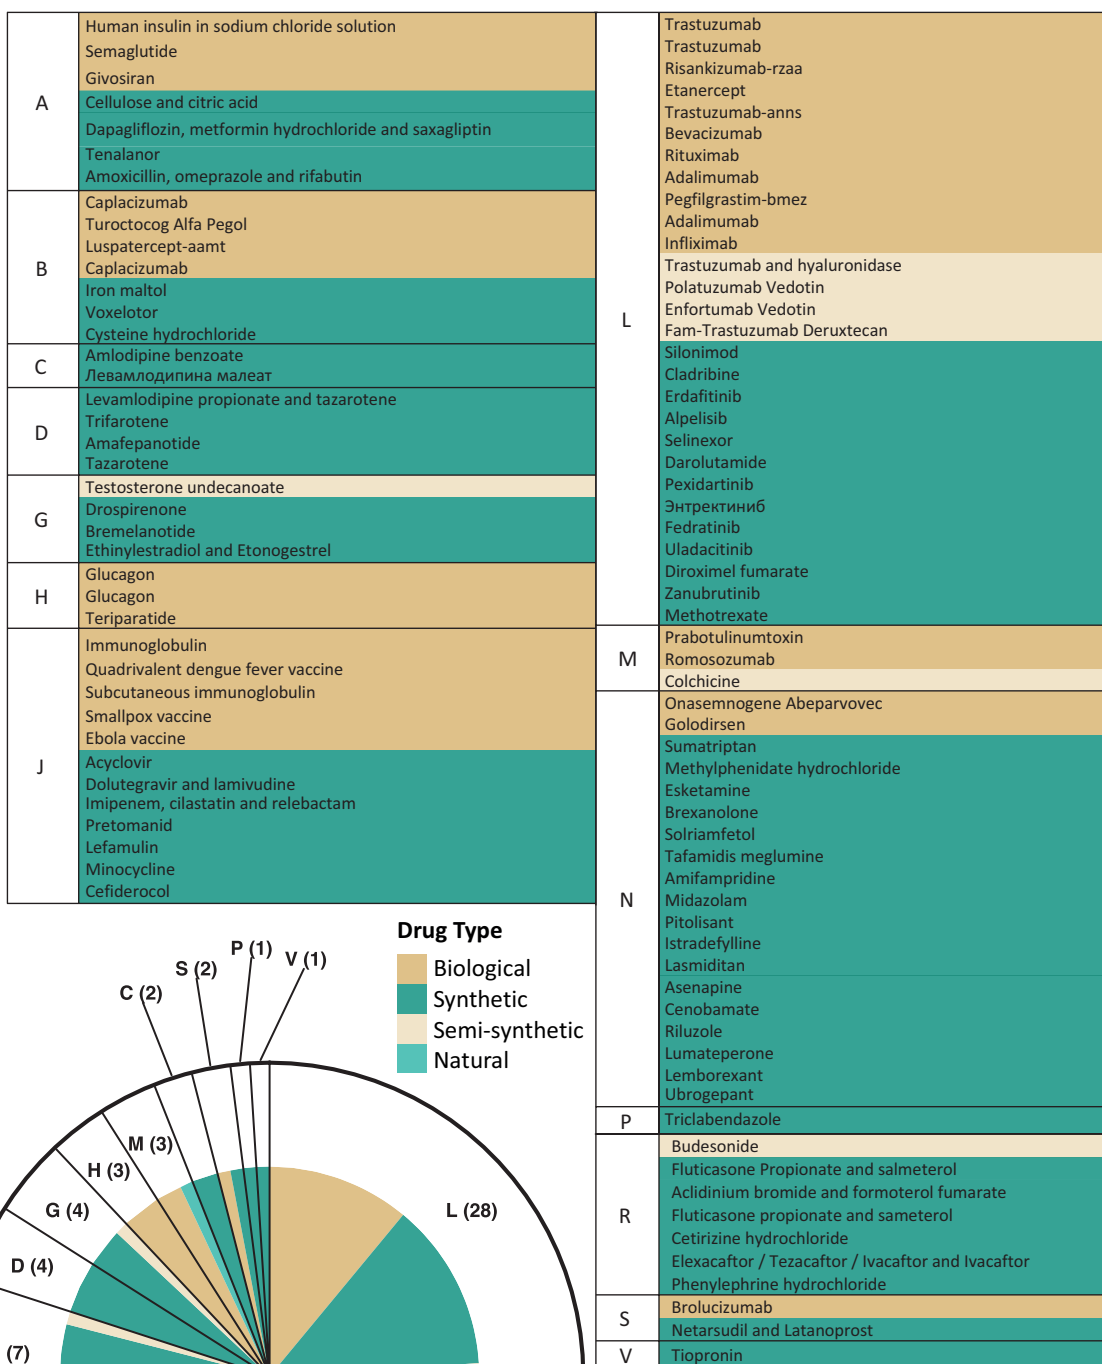 A
Human insulin in sodium chloride solution
Semaglutide
Givosiran
Cellulose and citric acid
Dapagliflozin, metformin hydrochloride and saxagliptin
Tenalanor
Amoxicillin, omeprazole and rifabutin
B
Caplacizumab
Turoctocog Alfa Pegol
Luspatercept-aamt
Caplacizumab
Iron maltol
Voxelotor
Cysteine hydrochloride
C
Amlodipine benzoate
Левамлодипина малеат
D
Levamlodipine propionate and tazarotene
Trifarotene
Amafepanotide
Tazarotene
G
Testosterone undecanoate
Drospirenone
Bremelanotide
Ethinylestradiol and Etonogestrel
H
Glucagon
Glucagon
Teriparatide
J
Immunoglobulin
Quadrivalent dengue fever vaccine
Subcutaneous immunoglobulin
Smallpox vaccine
Ebola vaccine
Acyclovir
Dolutegravir and lamivudine
Imipenem, cilastatin and relebactam
Pretomanid
Lefamulin
Minocycline
Cefiderocol
L
Trastuzumab
Trastuzumab
Risankizumab-rzaa
Etanercept
Trastuzumab-anns
Bevacizumab
Rituximab
Adalimumab
Pegfilgrastim-bmez
Adalimumab
Infliximab
Trastuzumab and hyaluronidase
Polatuzumab Vedotin
Enfortumab Vedotin
Fam-Trastuzumab Deruxtecan
Silonimod
Cladribine
Erdafitinib
Alpelisib
Selinexor
Darolutamide
Pexidartinib
Энтректиниб
Fedratinib
Uladacitinib
Diroximel fumarate
Zanubrutinib
Methotrexate
M
Prabotulinumtoxin
Romosozumab
Colchicine
N
Onasemnogene Abeparvovec
Golodirsen
Sumatriptan
Methylphenidate hydrochloride
Esketamine
Brexanolone
Solriamfetol
Tafamidis meglumine
Amifampridine
Midazolam
Pitolisant
Istradefylline
Lasmiditan
Asenapine
Cenobamate
Riluzole
Lumateperone
Lemborexant
Ubrogepant
P
Triclabendazole
R
Budesonide
Fluticasone Propionate and salmeterol
Aclidinium bromide and formoterol fumarate
Fluticasone propionate and sameterol
Cetirizine hydrochloride
Elexacaftor / Tezacaftor / Ivacaftor and Ivacaftor
Phenylephrine hydrochloride
S
Brolucizumab
Netarsudil and Latanoprost
V
Tiopronin
Drug Type
Biological
Synthetic
Semi-synthetic
Natural
P (1)
V (1)
S (2)
C (2)
M (3)
H (3)
G (4)
D (4)
(7)
L (28)